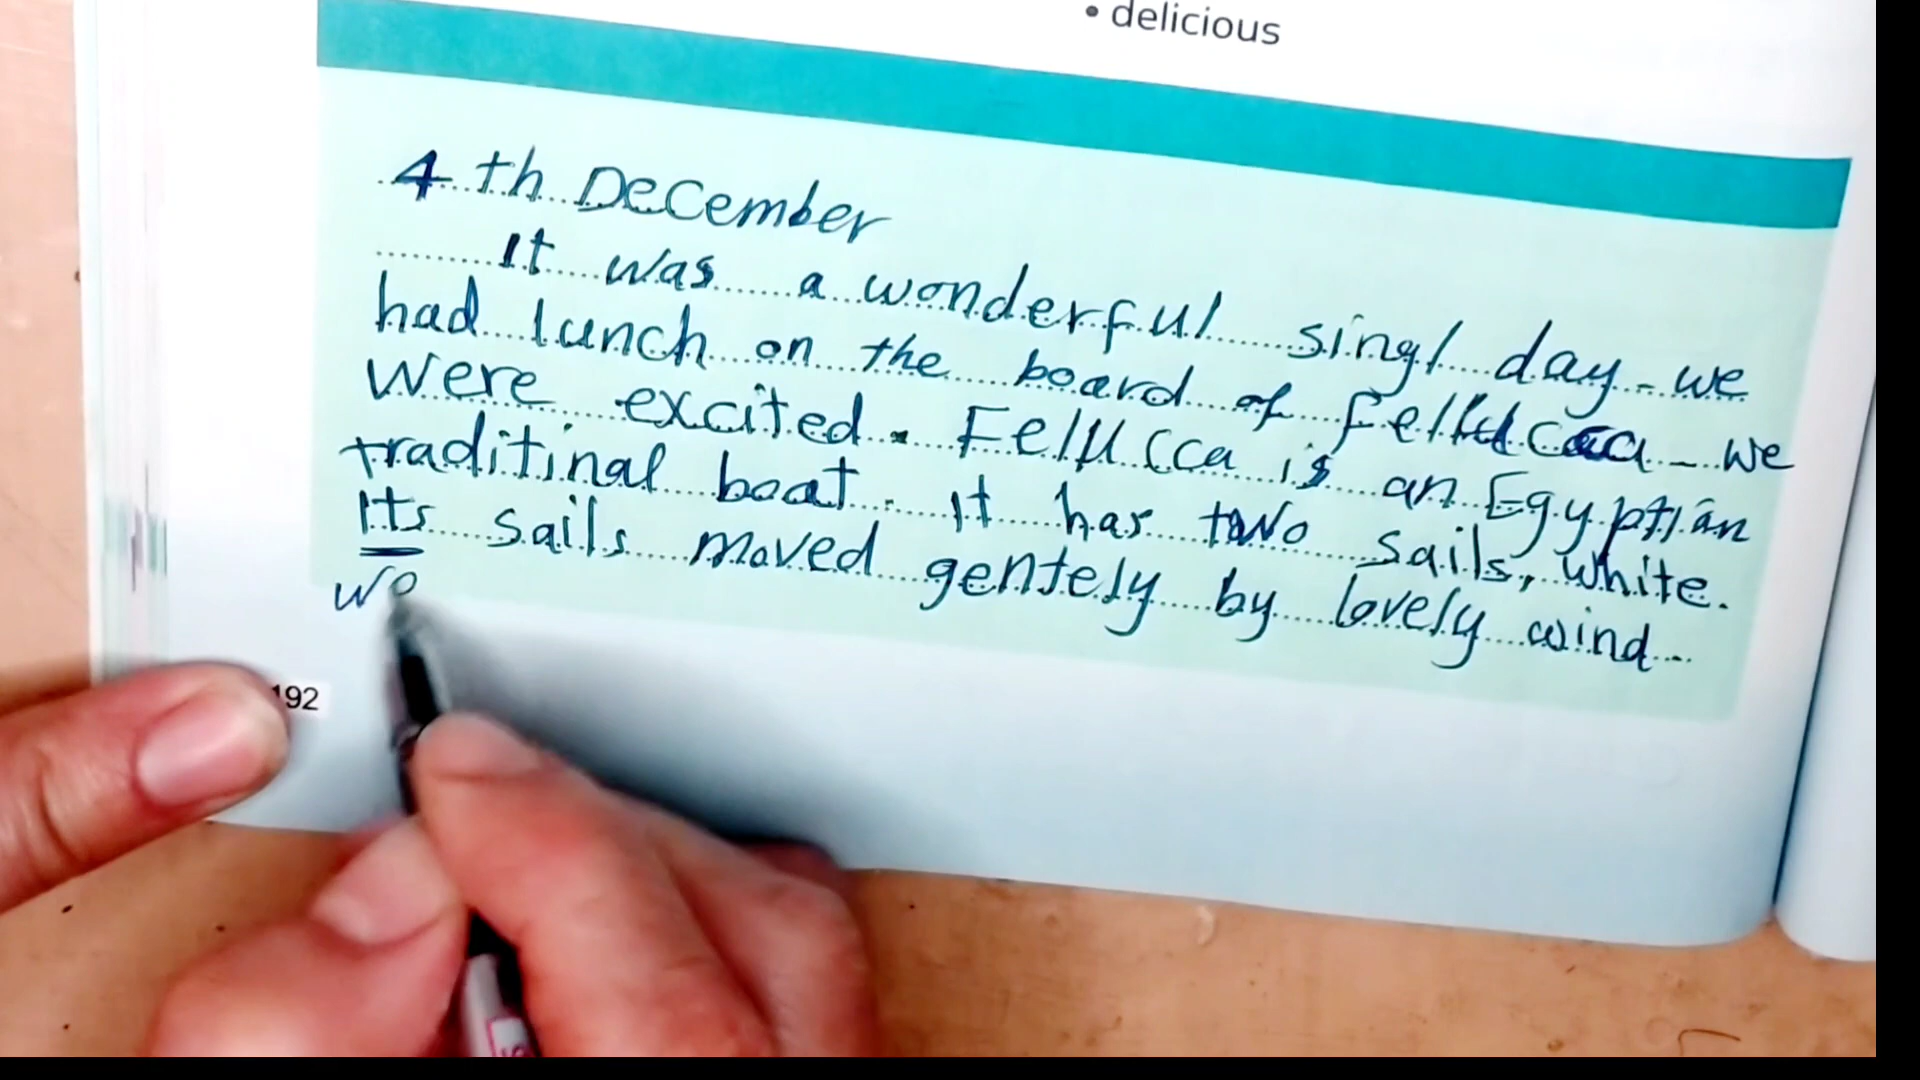 • delicious
4 th December
It was a wonderful singl day - we
had lunch on the board of Fellucca - we
were excited. Felucca is an Egyptian
traditinal boat. It has two sails, white.
Its sails moved gentely by lovely wind
we
192